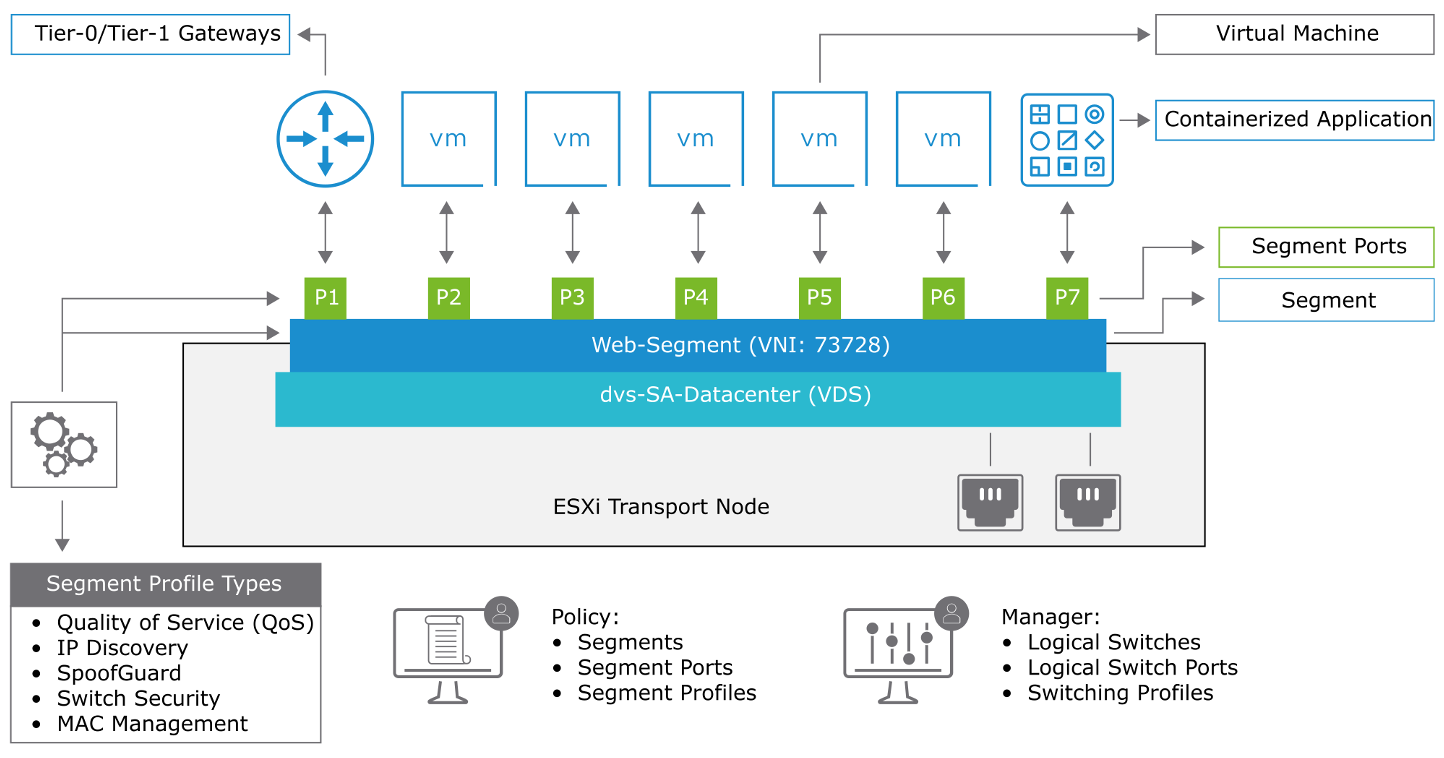 Tier-0/Tier-1 Gateways
Virtual Machine
vm
vm
vm
vm
vm
Containerized Application
Segment Ports
P1
P2
P3
P4
P5
P6
P7
Segment
Web-Segment (VNI: 73728)
dvs-SA-Datacenter (VDS)
ESXi Transport Node
Segment Profile Types
• Quality of Service (QoS)
• IP Discovery
• SpoofGuard
• Switch Security
• MAC Management
Policy:
• Segments
• Segment Ports
• Segment Profiles
Manager:
• Logical Switches
• Logical Switch Ports
• Switching Profiles